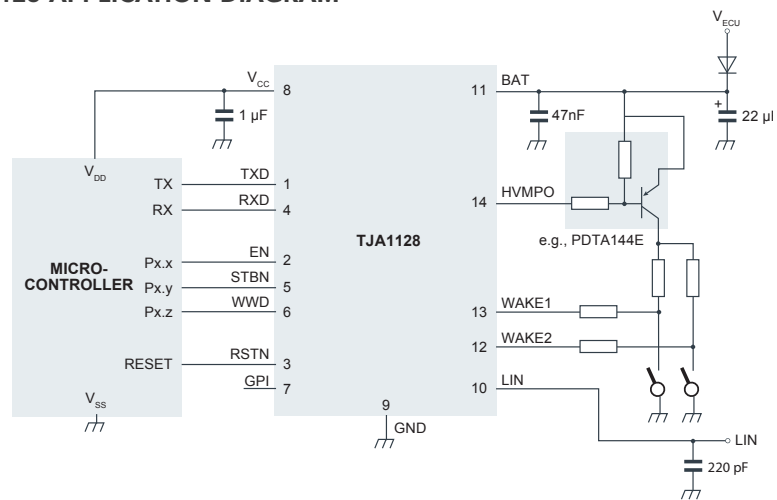 APPLICATION DIAGRAM
V_ECU
V_CC
8
11
BAT
1 µF
47nF
+
22
V_DD
TX
TXD
1
RX
RXD
4
14
HVMPO
TJA1128
e.g., PDTA144E
MICRO-
CONTROLLER
Px.x
EN
2
Px.y
STBN
5
Px.z
WWD
6
13
WAKE1
12
WAKE2
RESET
RSTN
3
GPI
7
10
LIN
V_SS
9
GND
LIN
220 pF